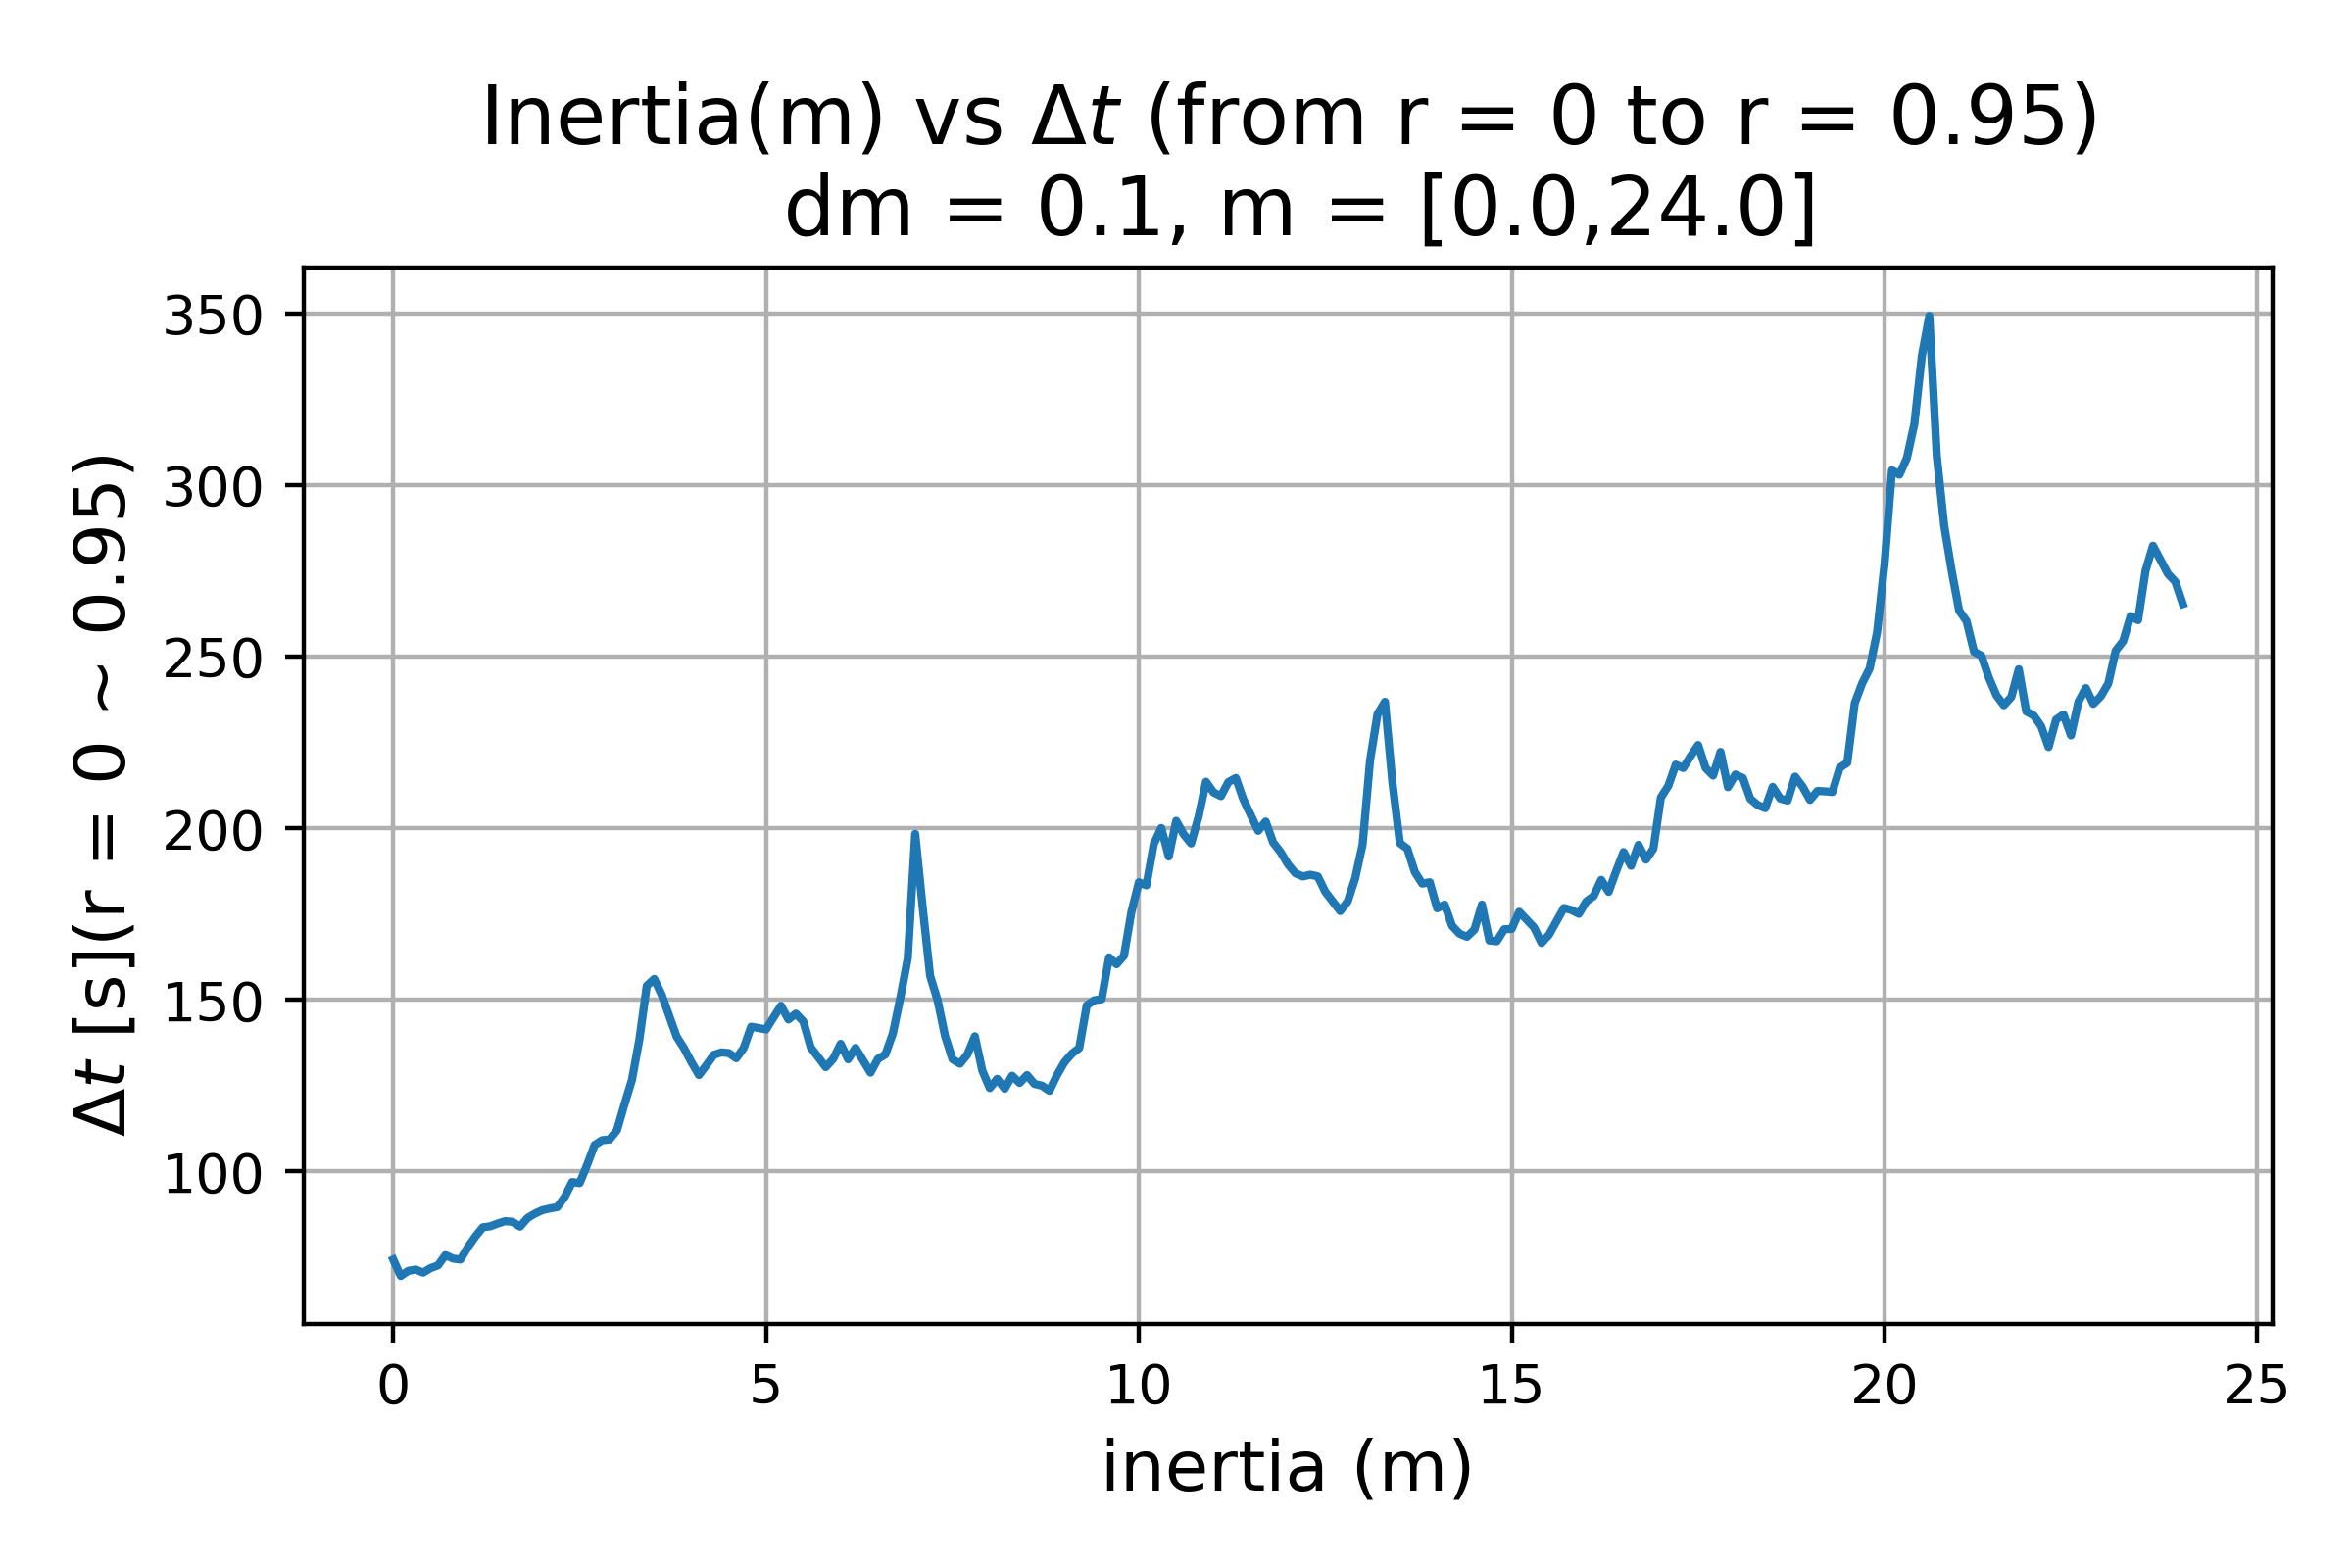 Inertia(m) vs Δt (from r = 0 to r = 0.95)
dm = 0.1, m = [0.0,24.0]
Δt [s](r = 0 ~ 0.95)
350
300
250
200
150
100
0 5 10 15 20 25
inertia (m)